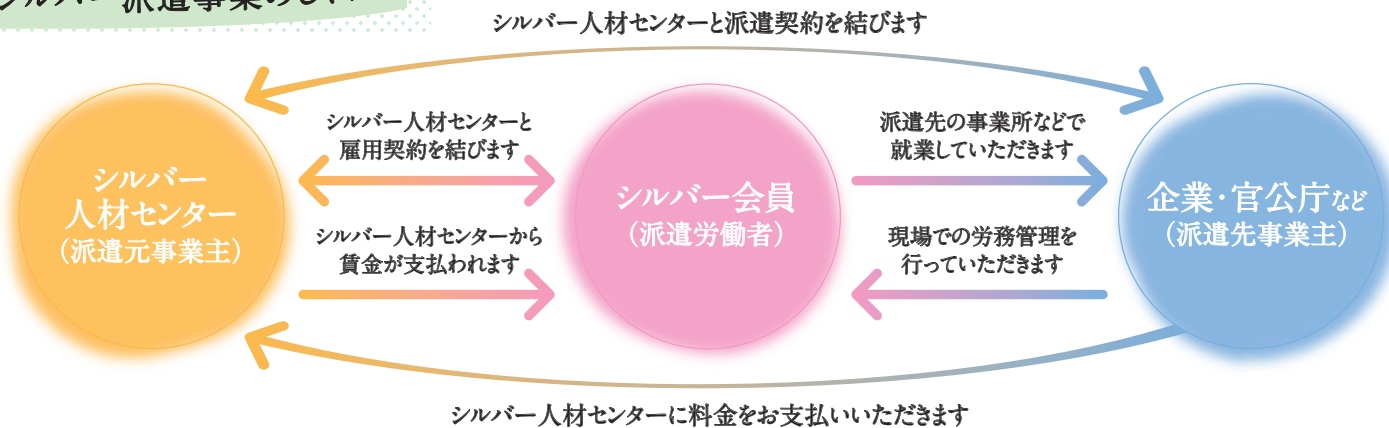 シルバー派遣事業のしくみ
シルバー人材センターと派遣契約を結びます
シルバー人材センターと
雇用契約を結びます
派遣先の事業所などで
就業していただきます
シルバー
人材センター
（派遣元事業主）
シルバー会員
（派遣労働者）
企業・官公庁など
（派遣先事業主）
シルバー人材センターから
賃金が支払われます
現場での労務管理を
行っていただきます
シルバー人材センターに料金をお支払いいただきます